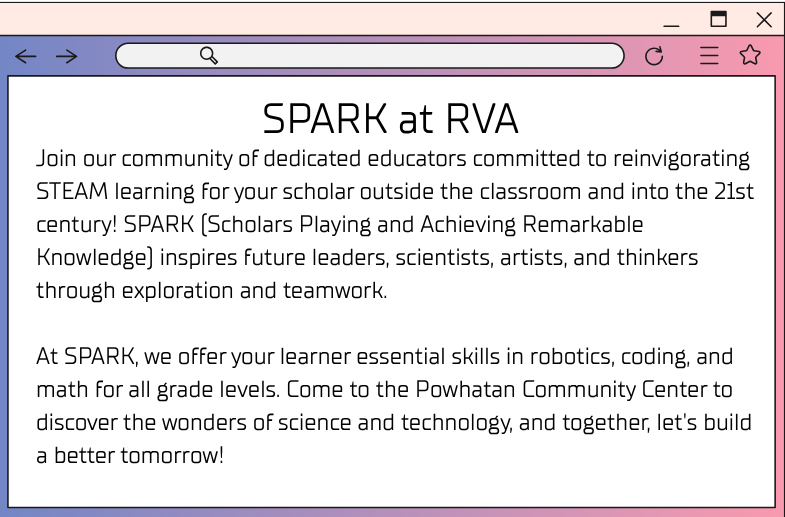 SPARK at RVA
Join our community of dedicated educators committed to reinvigorating
STEAM learning for your scholar outside the classroom and into the 21st
century! SPARK (Scholars Playing and Achieving Remarkable
Knowledge) inspires future leaders, scientists, artists, and thinkers
through exploration and teamwork.
At SPARK, we offer your learner essential skills in robotics, coding, and
math for all grade levels. Come to the Powhatan Community Center to
discover the wonders of science and technology, and together, let's build
a better tomorrow!